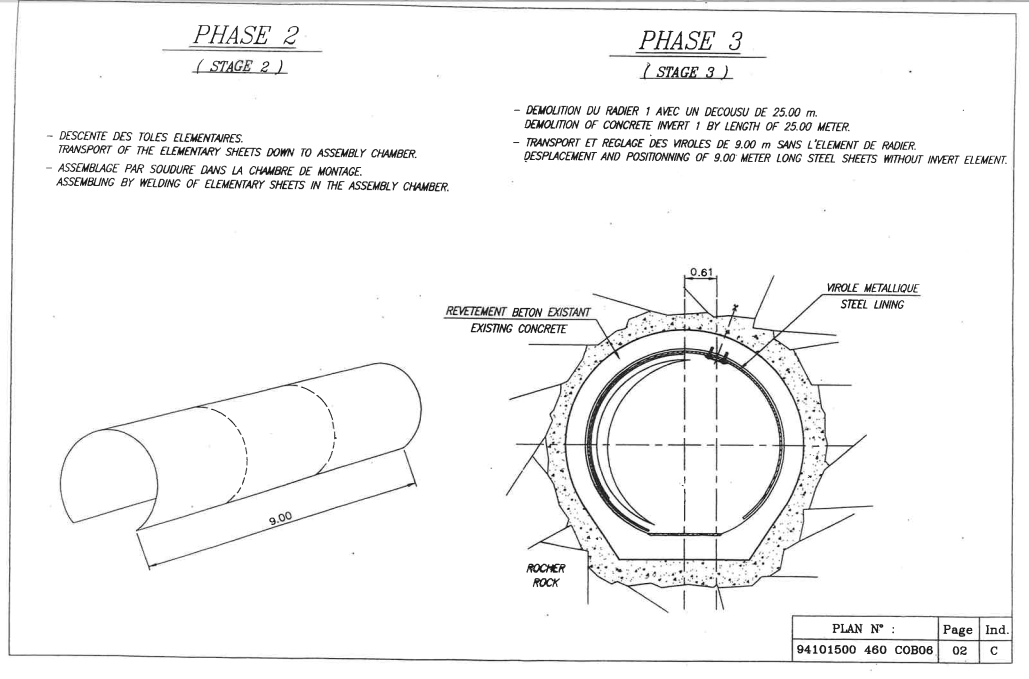 PHASE 2
( STAGE 2 )
- DESCENTE DES TOLES ELEMENTAIRES.
TRANSPORT OF THE ELEMENTARY SHEETS DOWN TO ASSEMBLY CHAMBER.
- ASSEMBLAGE PAR SOUDURE DANS LA CHAMBRE DE MONTAGE.
ASSEMBLING BY WELDING OF ELEMENTARY SHEETS IN THE ASSEMBLY CHAMBER.
9.00
PHASE 3
( STAGE 3 )
- DEMOLITION DU RADIER 1 AVEC UN DECOUSU DE 25.00 m.
DEMOLITION OF CONCRETE INVERT 1 BY LENGTH OF 25.00 METER.
- TRANSPORT ET REGLAGE DES VIROLES DE 9.00 m SANS L'ELEMENT DE RADIER.
DESPLACEMENT AND POSITIONNING OF 9.00 METER LONG STEEL SHEETS WITHOUT INVERT ELEMENT.
0.61
VIROLE METALLIQUE
STEEL LINING
REVETEMENT BETON EXISTANT
EXISTING CONCRETE
ROCHER
ROCK
PLAN N° : Page Ind.
94101500 460 COB06 02 C